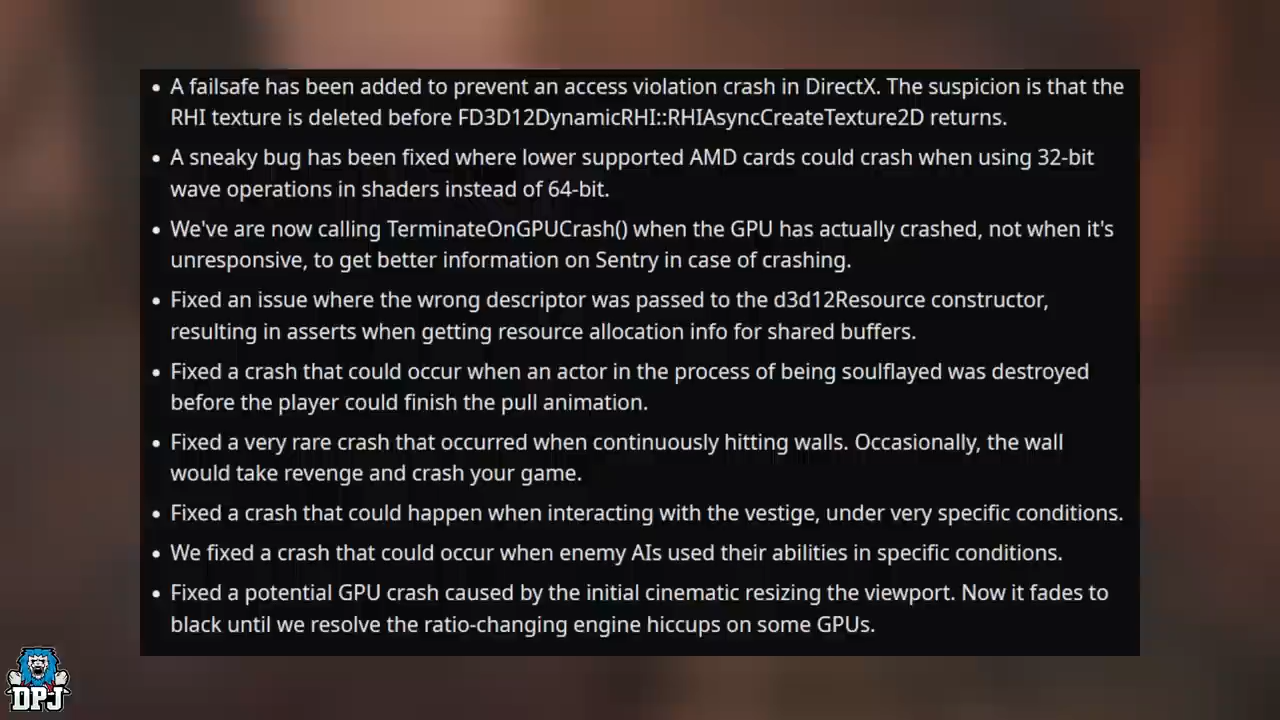 • A failsafe has been added to prevent an access violation crash in DirectX. The suspicion is that the
RHI texture is deleted before FD3D12DynamicRHI::RHIAsyncCreateTexture2D returns.
• A sneaky bug has been fixed where lower supported AMD cards could crash when using 32-bit
wave operations in shaders instead of 64-bit.
• We've are now calling TerminateOnGPUCrash() when the GPU has actually crashed, not when it's
unresponsive, to get better information on Sentry in case of crashing.
• Fixed an issue where the wrong descriptor was passed to the d3d12Resource constructor,
resulting in asserts when getting resource allocation info for shared buffers.
• Fixed a crash that could occur when an actor in the process of being soulflayed was destroyed
before the player could finish the pull animation.
• Fixed a very rare crash that occurred when continuously hitting walls. Occasionally, the wall
would take revenge and crash your game.
• Fixed a crash that could happen when interacting with the vestige, under very specific conditions.
• We fixed a crash that could occur when enemy AIs used their abilities in specific conditions.
• Fixed a potential GPU crash caused by the initial cinematic resizing the viewport. Now it fades to
black until we resolve the ratio-changing engine hiccups on some GPUs.
DPJ